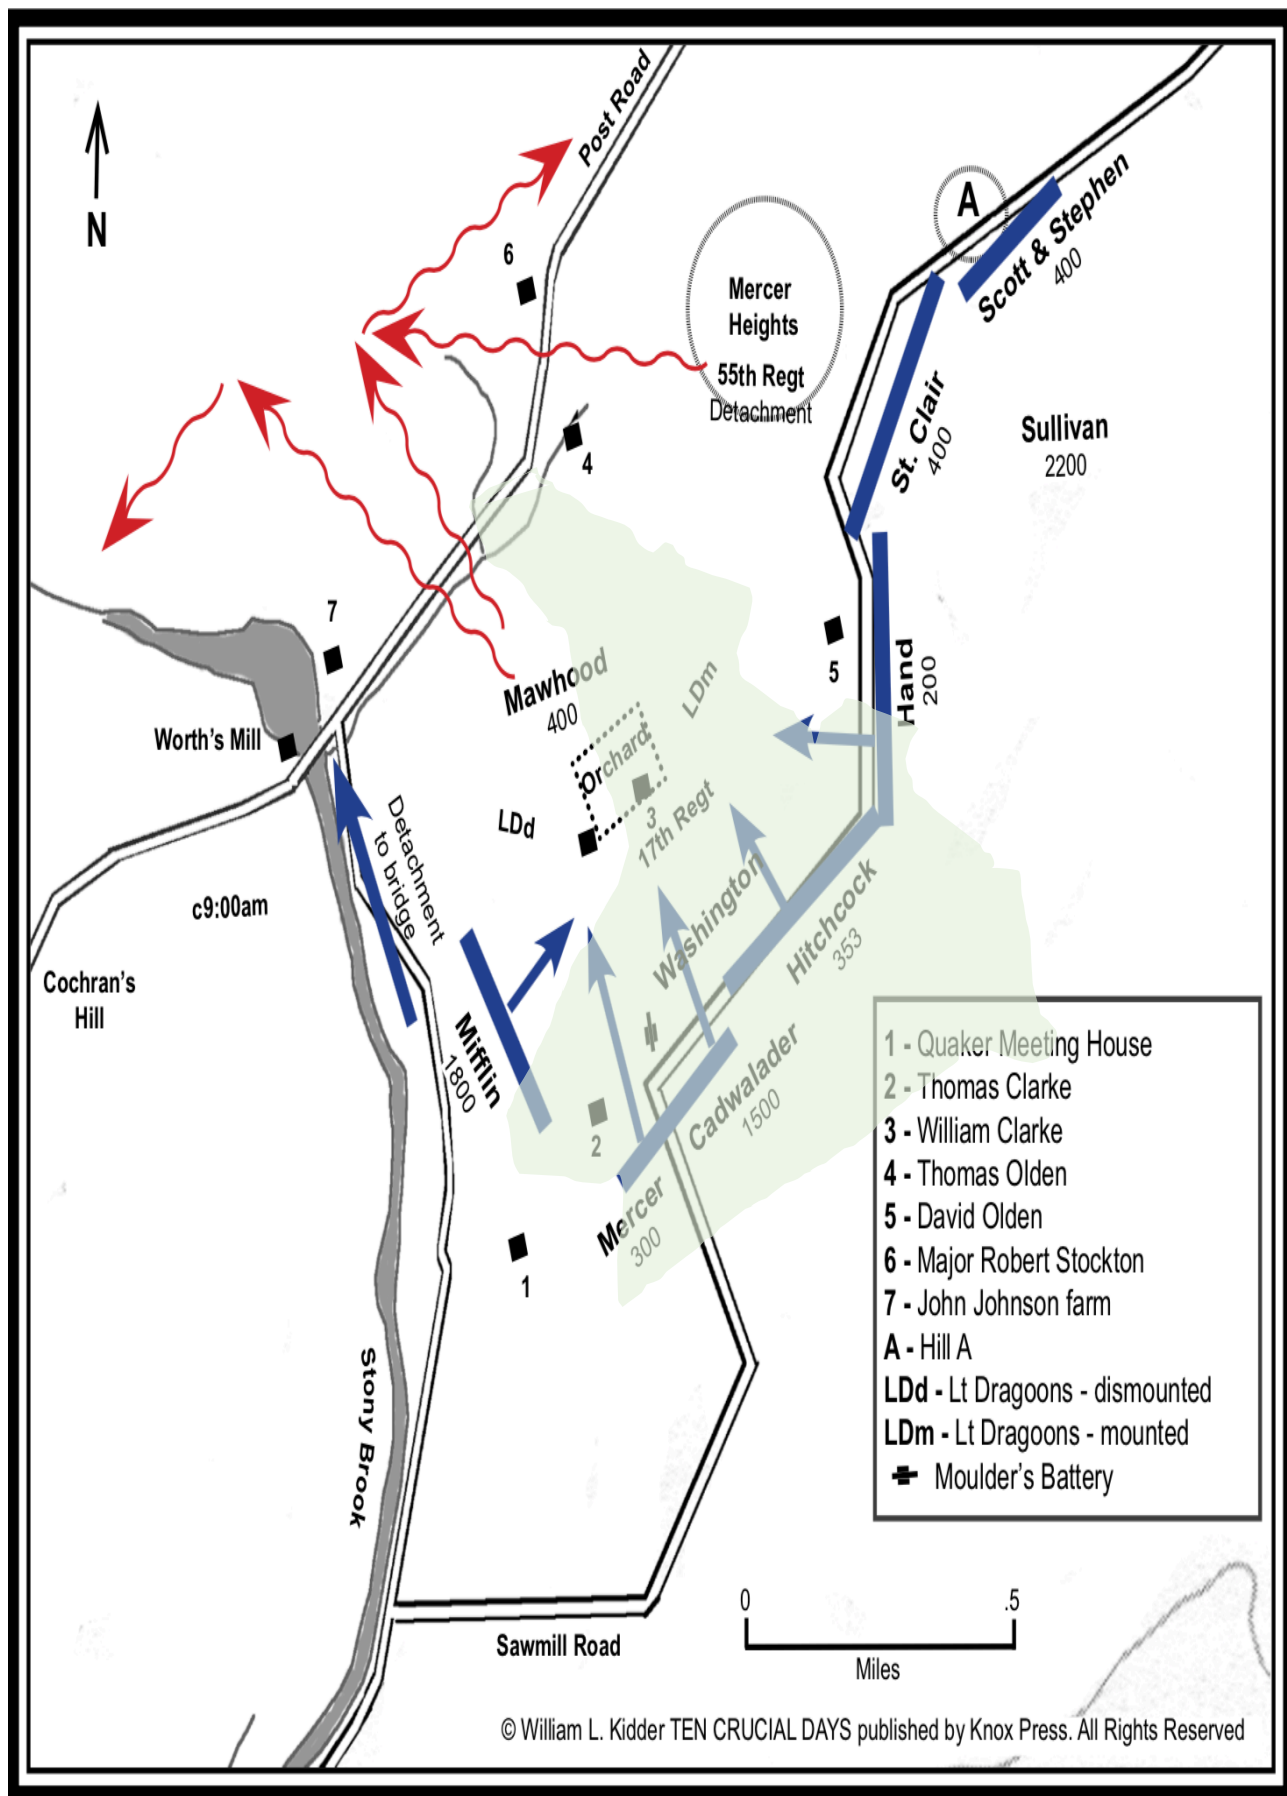 N
Post Road
6
Mercer
Heights
55th Regt
Detachment
A
Scott & Stephen
400
St. Clair
400
Sullivan
2200
4
7
5
Hand
200
Mawhood
400
LDm
Orchard
3
17th Regt
LDd
Worth's Mill
Detachment
to bridge
c9:00am
Cochran's
Hill
Washington
Hitchcock
353
Mifflin
1800
Cadwalader
1500
2
Mercer
300
1
Stony Brook
Sawmill Road
1 - Quaker Meeting House
2 - Thomas Clarke
3 - William Clarke
4 - Thomas Olden
5 - David Olden
6 - Major Robert Stockton
7 - John Johnson farm
A - Hill A
LDd - Lt Dragoons - dismounted
LDm - Lt Dragoons - mounted
Moulder's Battery
0 .5
Miles
© William L. Kidder TEN CRUCIAL DAYS published by Knox Press. All Rights Reserved